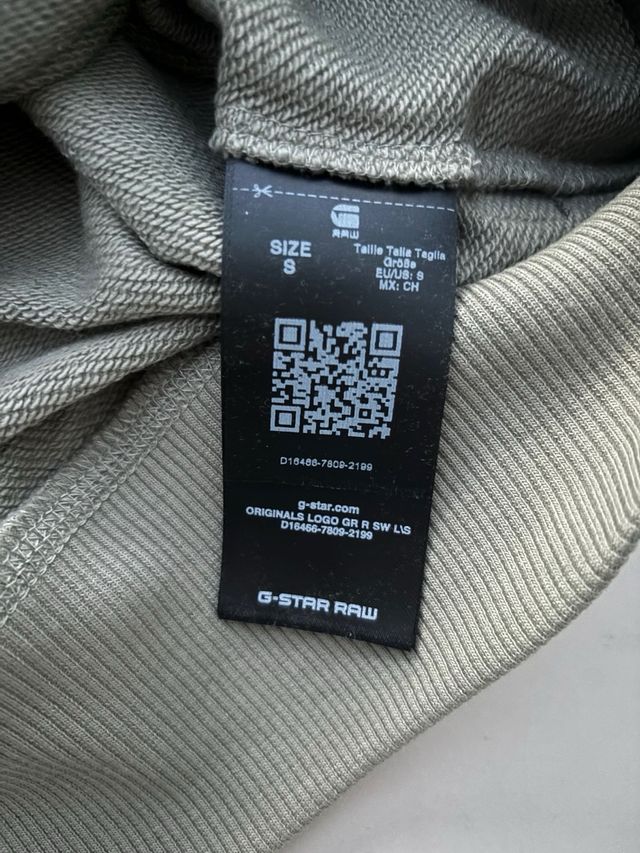 RAW
SIZE
S
Taille Talla Taglia
Größe
EU/US: S
MX: CH
D16466-7809-2199
g-star.com
ORIGINALS LOGO GR R SW L\S
D16466-7809-2199
G-STAR RAW